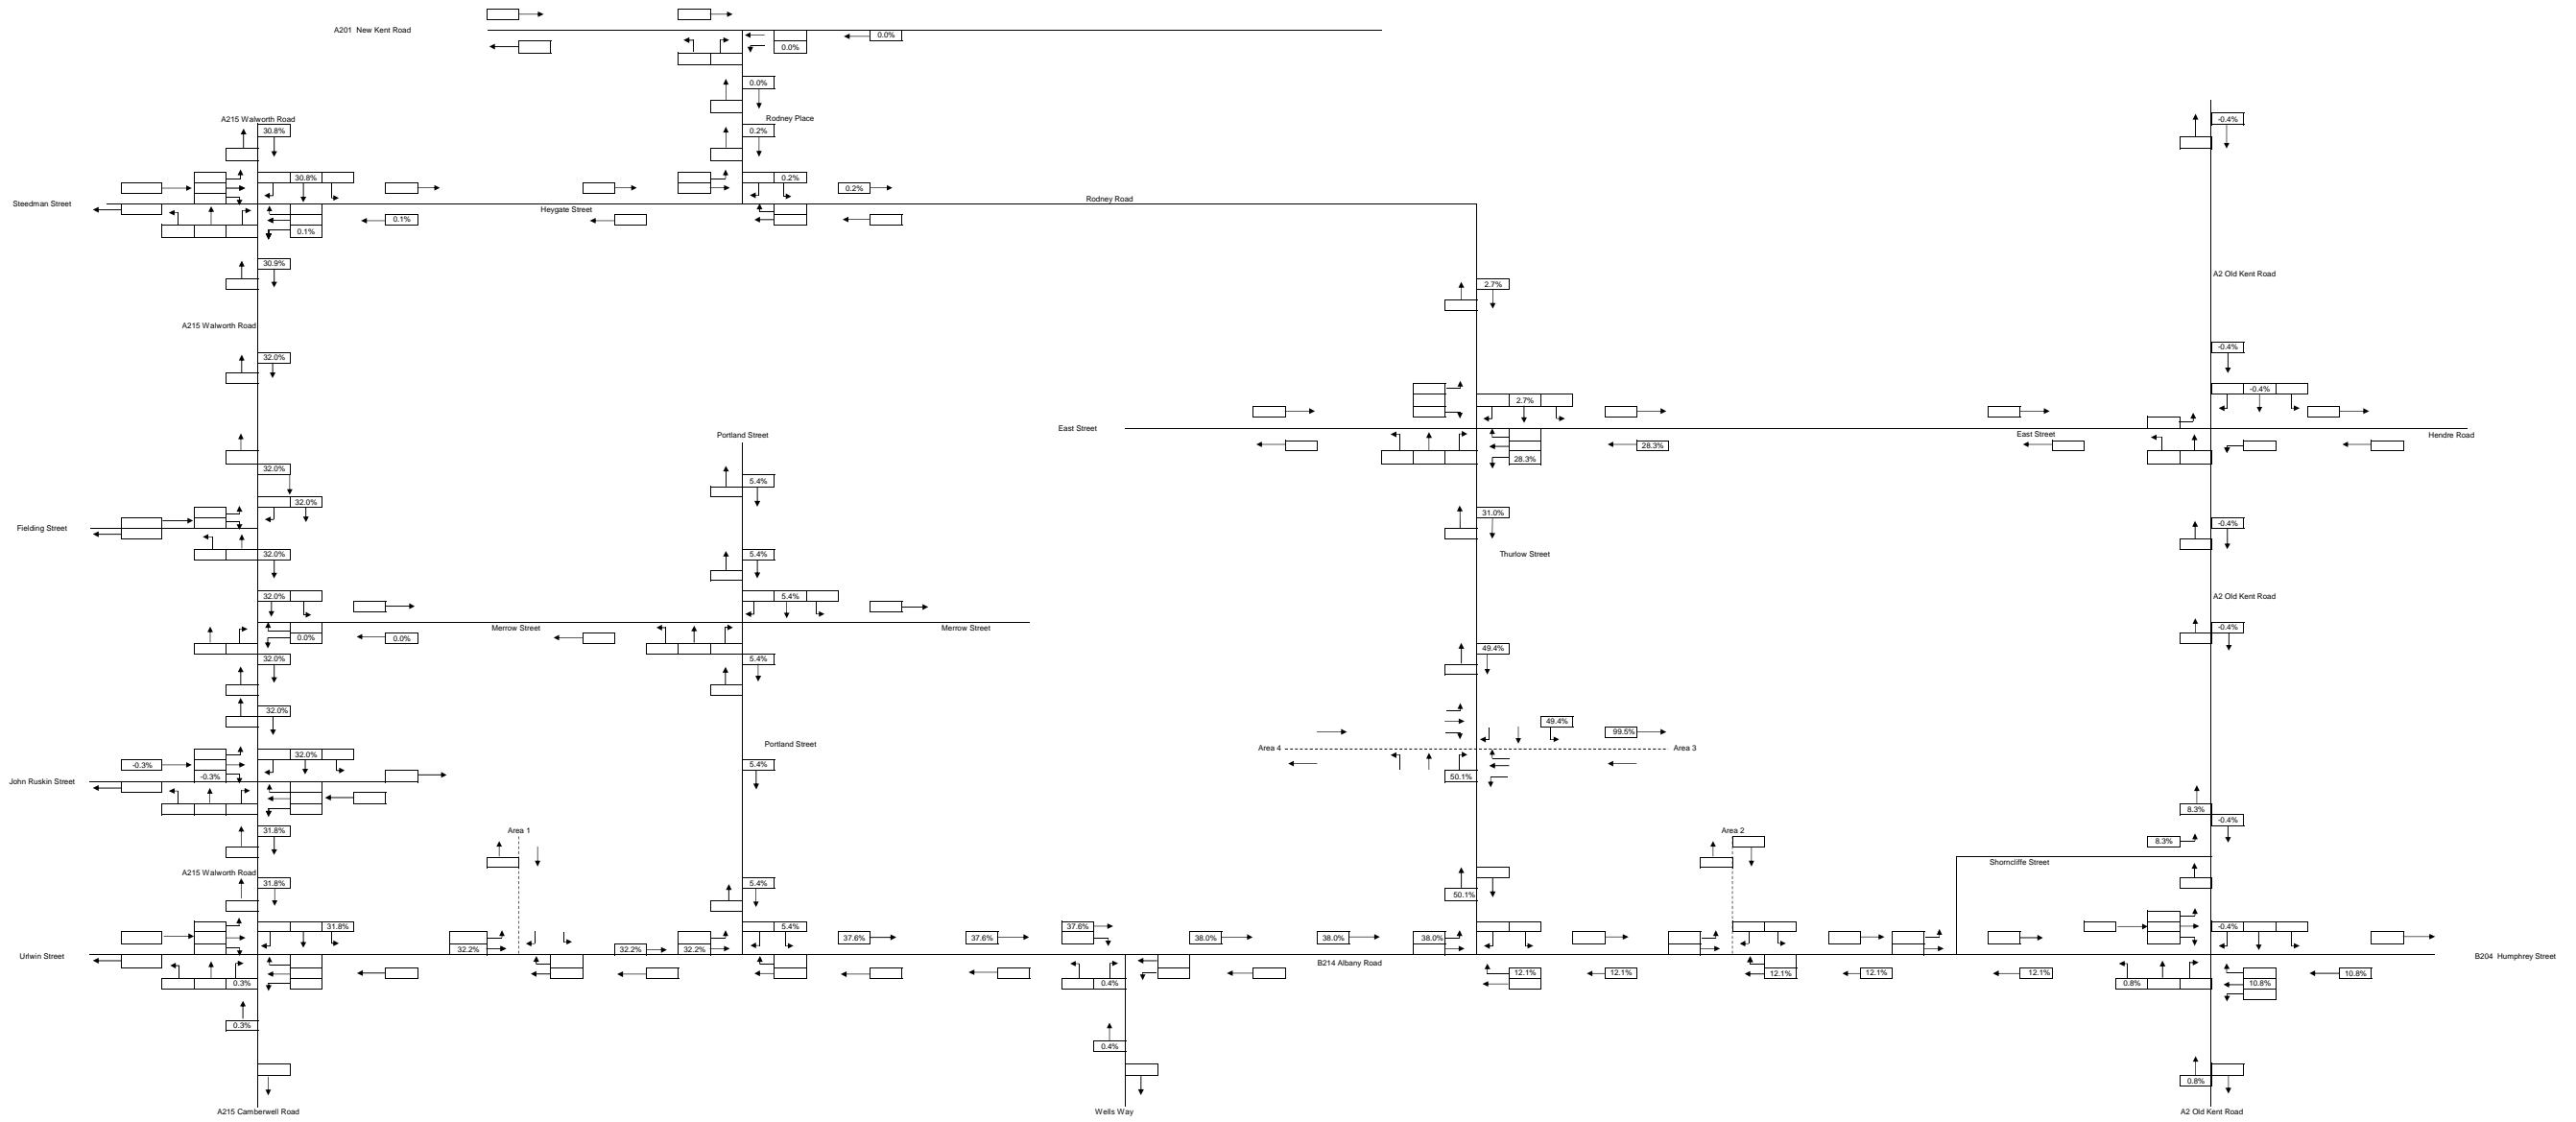 A201 New Kent Road
0.0%
0.0%
0.0%
A215 Walworth Road
Rodney Place
30.8%
0.2%
-0.4%
30.8%
0.2%
0.2%
Steedman Street
Heygate Street
Rodney Road
0.1%
0.1%
30.9%
2.7%
A2 Old Kent Road
A215 Walworth Road
32.0%
-0.4%
2.7%
-0.4%
Portland Street
East Street
East Street
Hendre Road
28.3%
28.3%
32.0%
5.4%
32.0%
31.0%
-0.4%
Fielding Street
32.0%
5.4%
Thurlow Street
32.0%
5.4%
A2 Old Kent Road
Merrow Street
Merrow Street
0.0%
0.0%
-0.4%
32.0%
5.4%
49.4%
32.0%
49.4%
99.5%
Portland Street
Area 4
Area 3
32.0%
-0.3%
-0.3%
5.4%
50.1%
John Ruskin Street
8.3%
-0.4%
31.8%
Area 1
Area 2
8.3%
Shorncliffe Street
A215 Walworth Road
31.8%
5.4%
50.1%
31.8%
5.4%
37.6%
-0.4%
32.2%
32.2%
32.2%
37.6%
37.6%
38.0%
38.0%
38.0%
Urlwin Street
B214 Albany Road
B204 Humphrey Street
12.1%
12.1%
12.1%
12.1%
12.1%
10.8%
0.3%
0.4%
0.8%
10.8%
0.3%
0.4%
0.8%
A215 Camberwell Road
Wells Way
A2 Old Kent Road